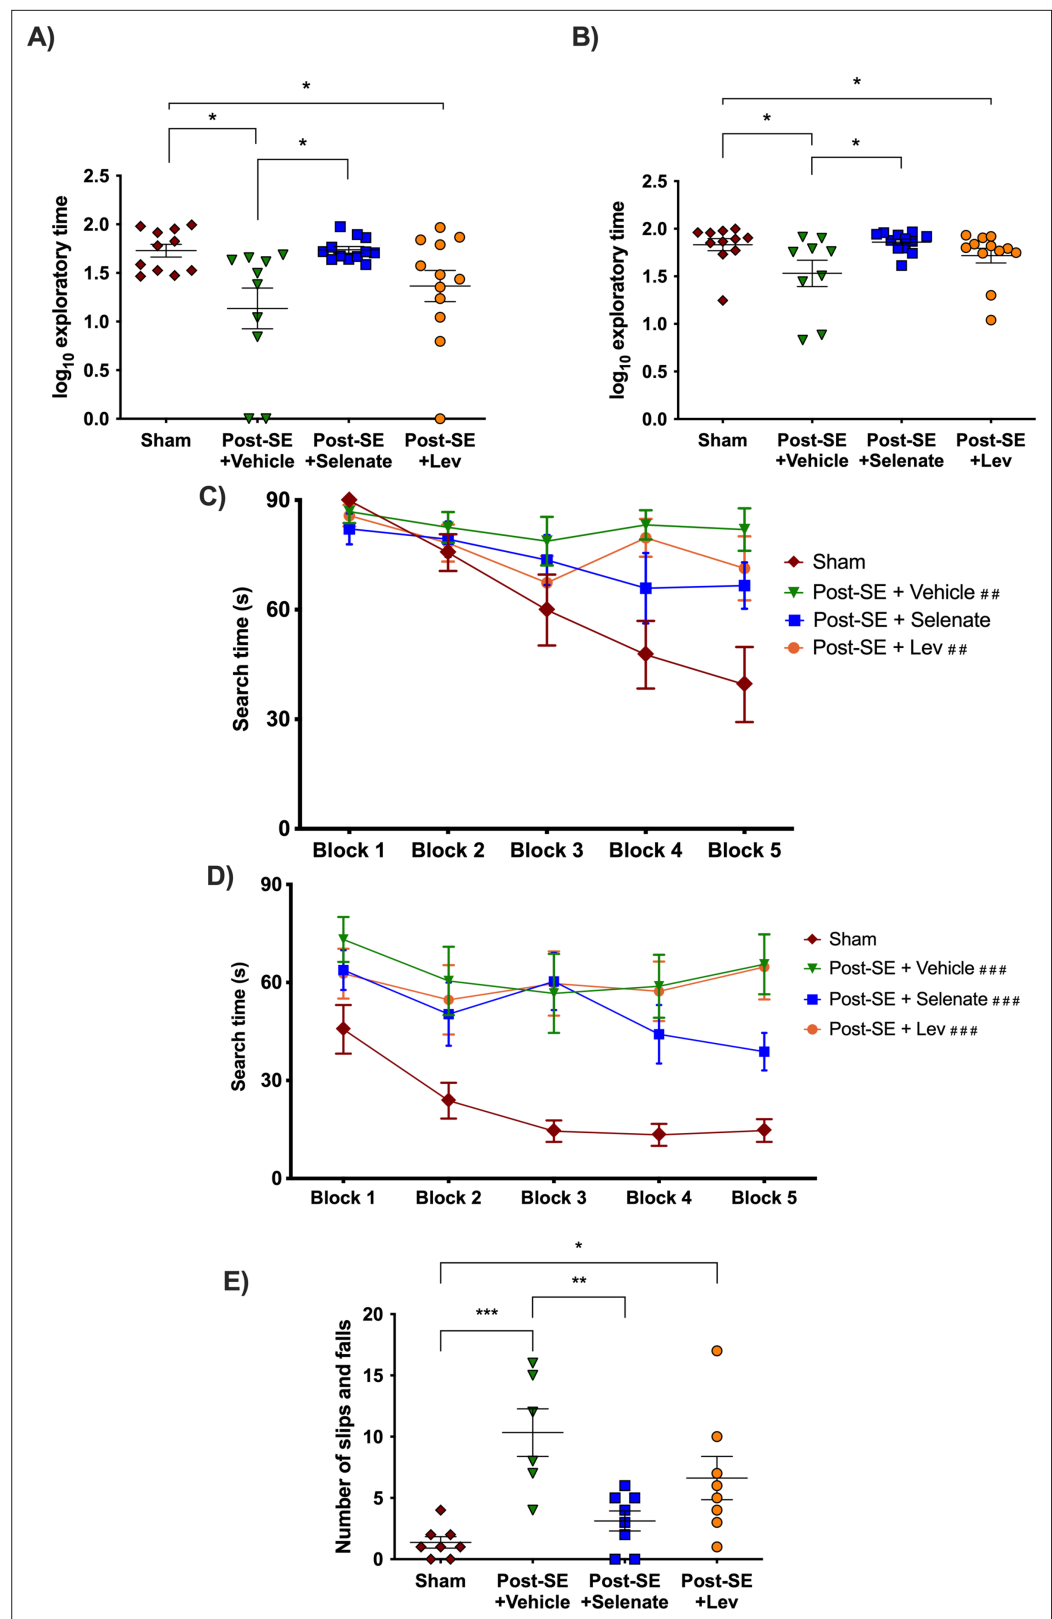 A)
B)
*
*
*
*
*
*
log10 exploratory time
2.5
2.0
1.5
1.0
0.5
0.0
Sham
Post-SE
+Vehicle
Post-SE
+Selenate
Post-SE
+Lev
log10 exploratory time
2.5
2.0
1.5
1.0
0.5
0.0
Sham
Post-SE
+Vehicle
Post-SE
+Selenate
Post-SE
+Lev
C)
Search time (s)
90
60
30
0
Block 1
Block 2
Block 3
Block 4
Block 5
Sham
Post-SE + Vehicle ##
Post-SE + Selenate
Post-SE + Lev ##
D)
Search time (s)
90
60
30
0
Block 1
Block 2
Block 3
Block 4
Block 5
Sham
Post-SE + Vehicle ###
Post-SE + Selenate ###
Post-SE + Lev ###
E)
*
**
***
Number of slips and falls
20
15
10
5
0
Sham
Post-SE
+Vehicle
Post-SE
+Selenate
Post-SE
+Lev